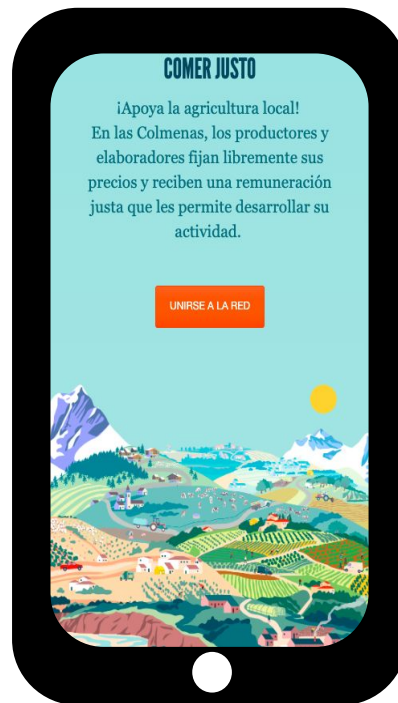 COMER JUSTO
¡Apoya la agricultura local!
En las Colmenas, los productores y
elaboradores fijan libremente sus
precios y reciben una remuneración
justa que les permite desarrollar su
actividad.
UNIRSE A LA RED